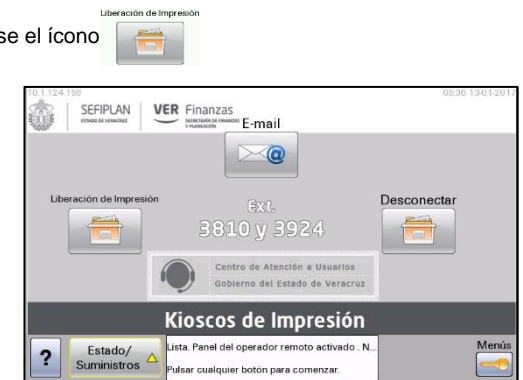 Liberación de Impresión
se el ícono
10.1.124.155
09:36 13-01-2017
SEFIPLAN
ESTADO DE VERACRUZ
VER Finanzas
SECRETARÍA DE FINANZAS
Y PLANEACIÓN
E-mail
Liberación de Impresión
Desconectar
Ext.
3810 y 3924
Centro de Atención a Usuarios
Gobierno del Estado de Veracruz
Kioscos de Impresión
?
Estado/
Suministros
Lista. Panel del operador remoto activado . N...
Pulsar cualquier botón para comenzar.
Menús